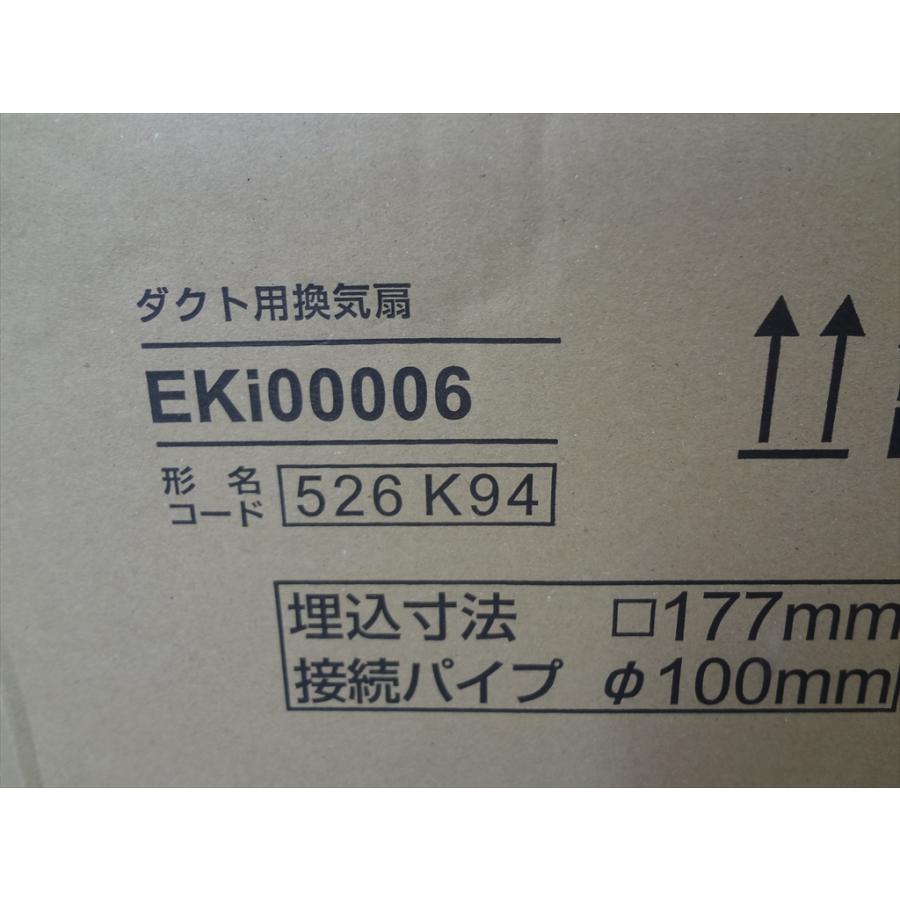 ダクト用換気扇
EKi00006
形名コード 526 K94
埋込寸法 □177mm
接続パイプ φ100mm